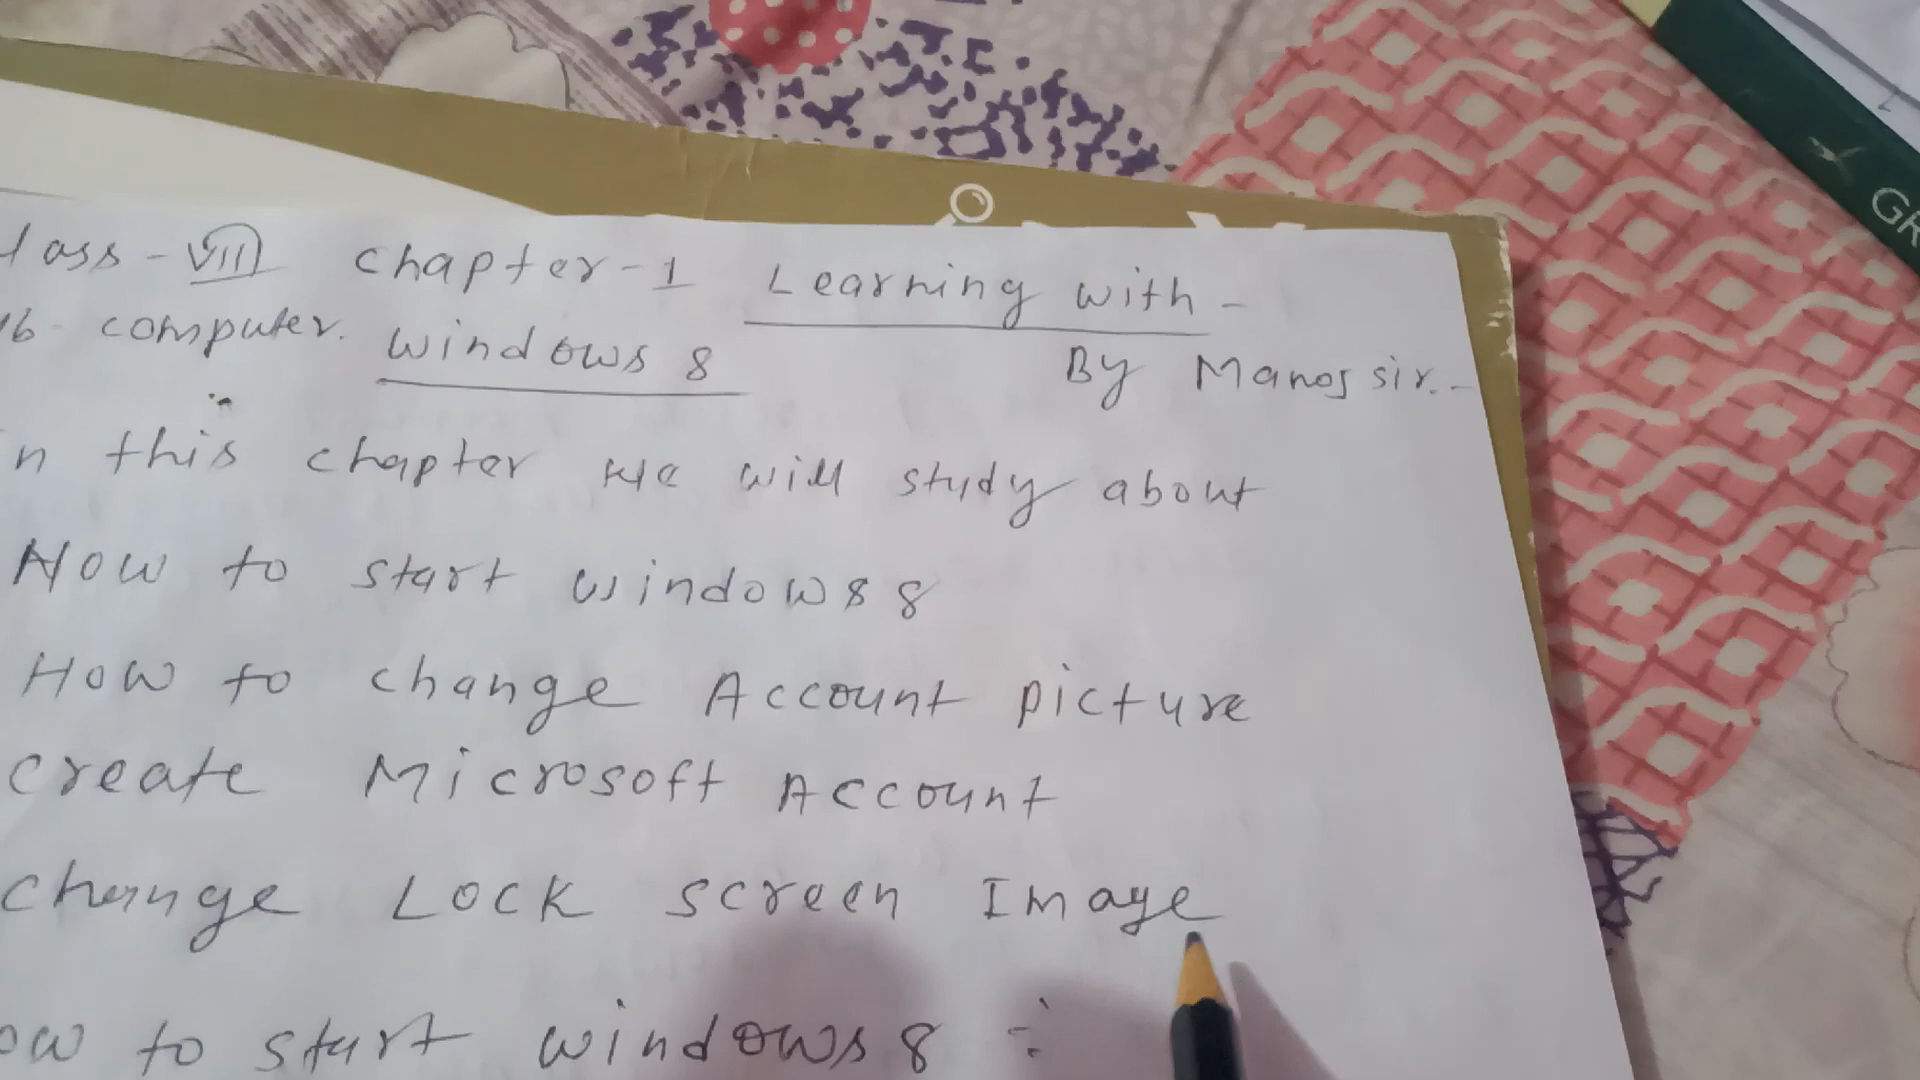 lass - VII chapter-1 Learning with -
computer. windows 8 By Manoj sir. -
n this chapter we will study about
How to start windows 8
How to change Account picture
create Microsoft Account
change Lock screen Image
ow to start windows 8 :-
GR